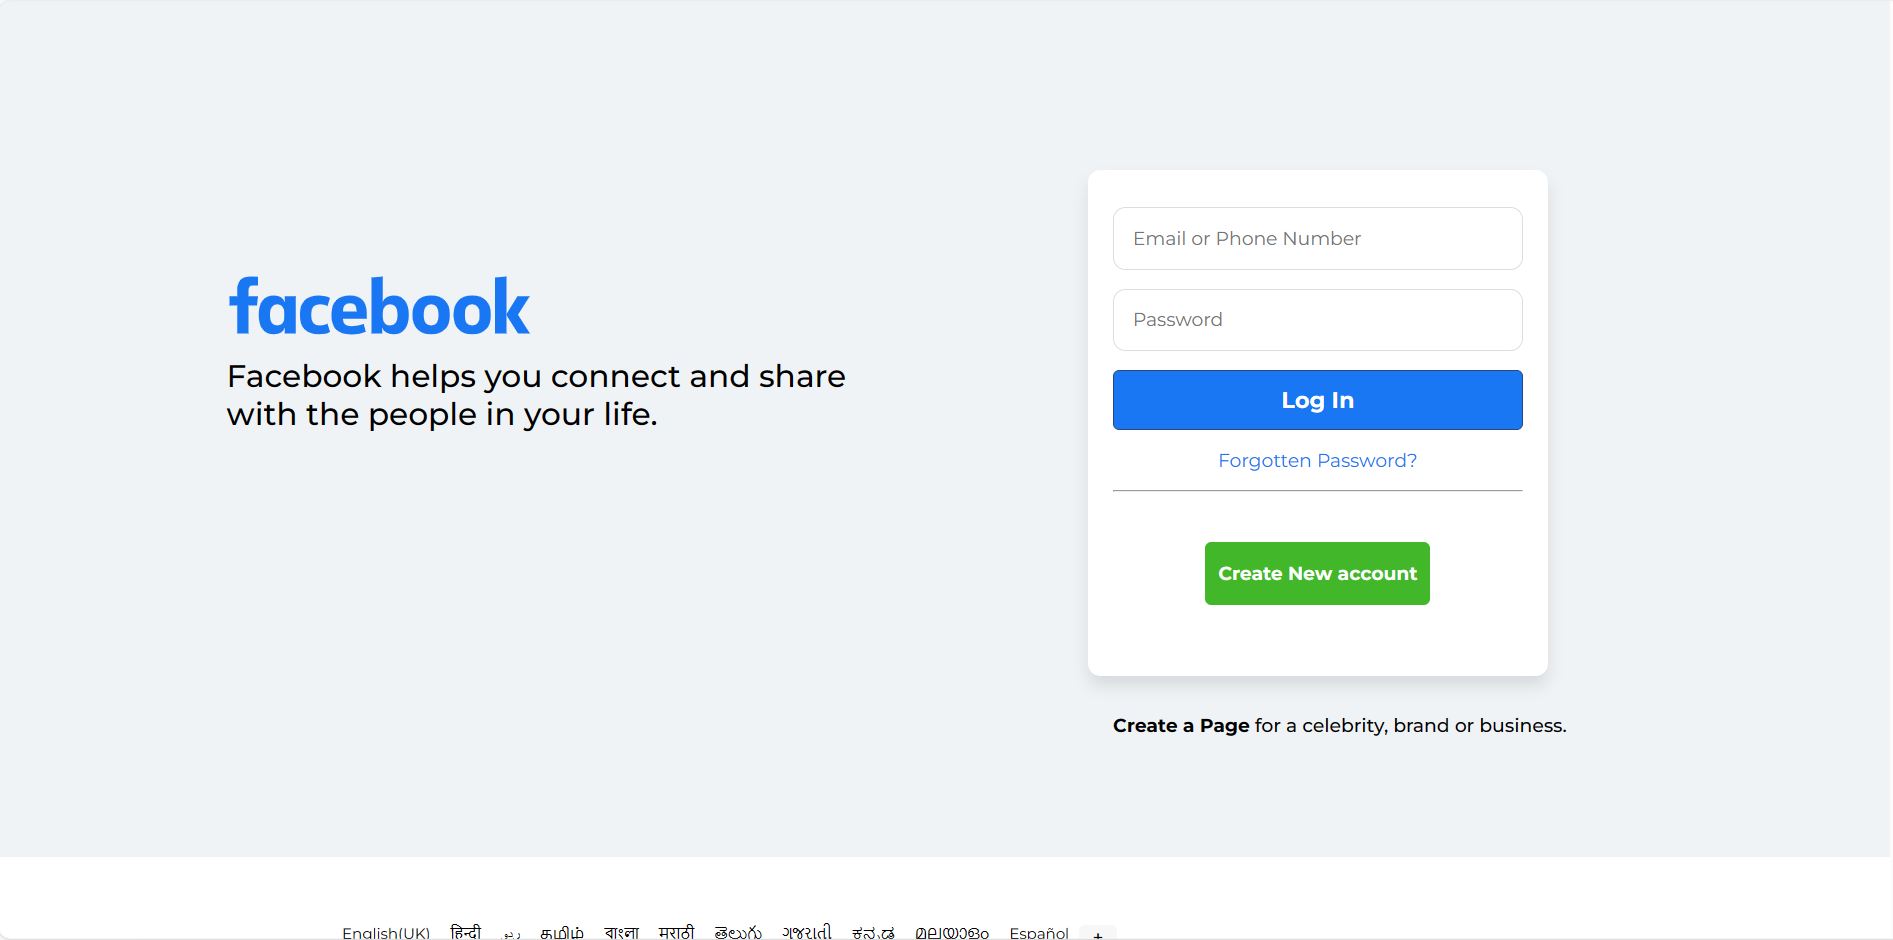 facebook
Facebook helps you connect and share
with the people in your life.
Email or Phone Number
Password
Log In
Forgotten Password?
Create New account
Create a Page for a celebrity, brand or business.
English(UK) हिन्दी தமிழ் বাংলা मराठी తెలుగు ગુજરાતી ಕನ್ನಡ മലയാളം Español +